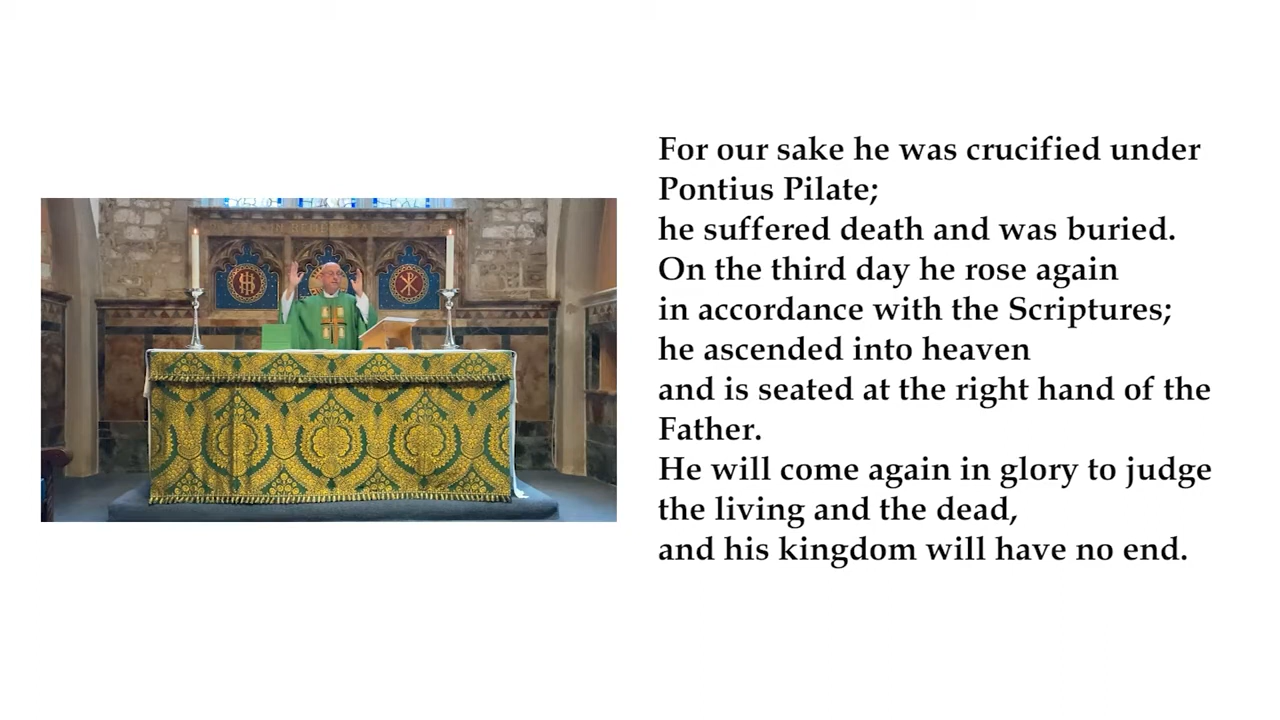 For our sake he was crucified under
Pontius Pilate;
he suffered death and was buried.
On the third day he rose again
in accordance with the Scriptures;
he ascended into heaven
and is seated at the right hand of the
Father.
He will come again in glory to judge
the living and the dead,
and his kingdom will have no end.